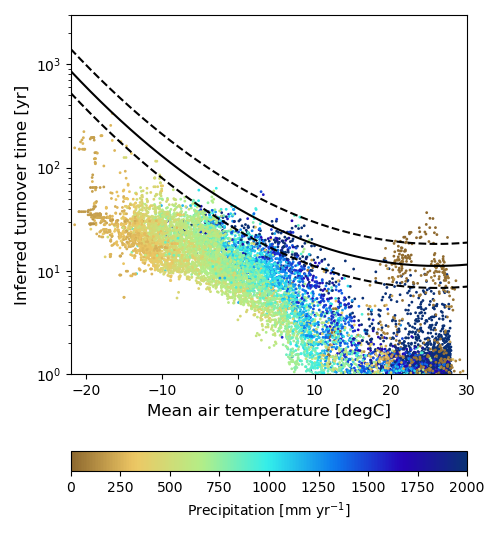 Inferred turnover time [yr]
10³
10²
10¹
10⁰
−20 −10 0 10 20 30
Mean air temperature [degC]
0 250 500 750 1000 1250 1500 1750 2000
Precipitation [mm yr⁻¹]